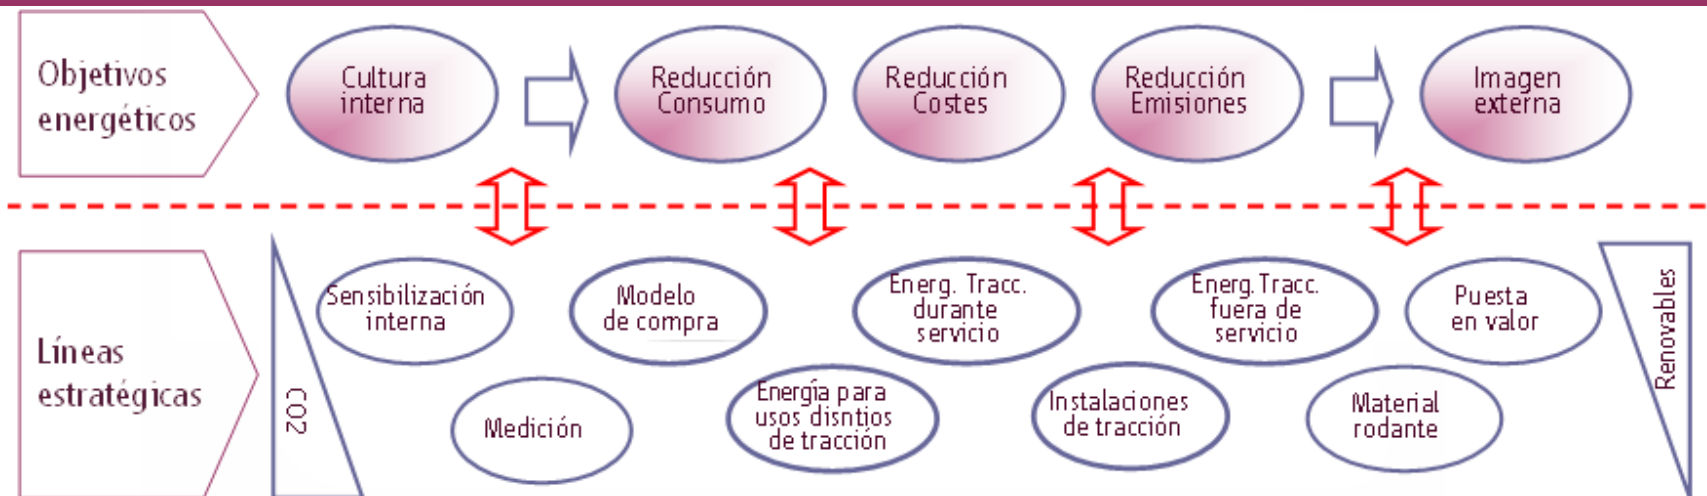 Objetivos
energéticos
Cultura
interna
Reducción
Consumo
Reducción
Costes
Reducción
Emisiones
Imagen
externa
Líneas
estratégicas
CO2
Sensibilización
interna
Medición
Modelo
de compra
Energía para
usos disntios
de tracción
Energ. Tracc.
durante
servicio
Instalaciones
de tracción
Energ.Tracc.
fuera de
servicio
Material
rodante
Puesta
en valor
Renovables